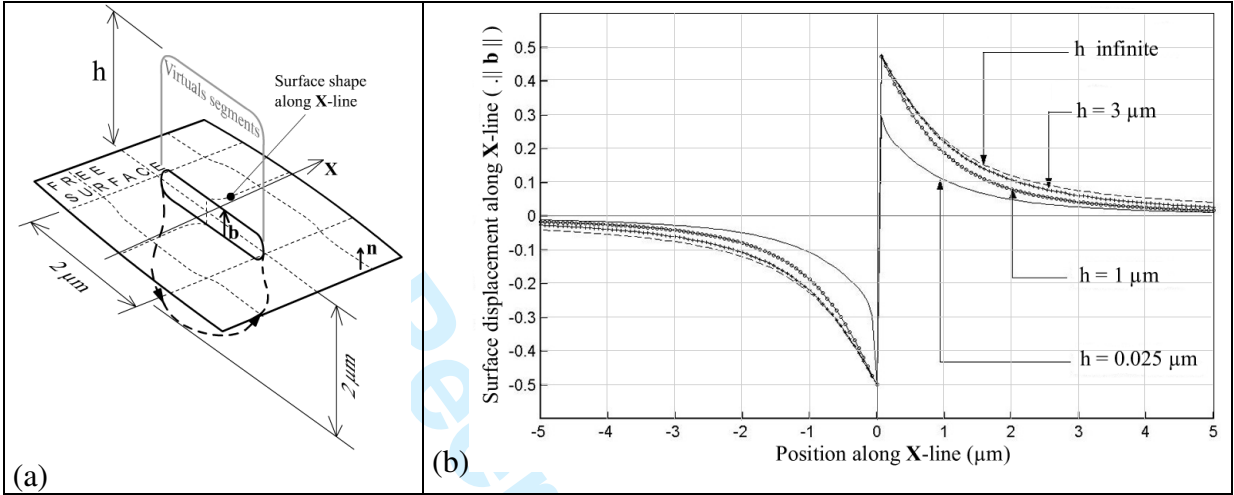 h
Virtuals segments
Surface shape
along X-line
FREE
SURFACE
X
b
n
2 µm
2 µm
(a)
Surface displacement along X-line ( .|| b || )
0.5
0.4
0.3
0.2
0.1
0
-0.1
-0.2
-0.3
-0.4
-0.5
h infinite
h = 3 µm
h = 1 µm
h = 0.025 µm
-5 -4 -3 -2 -1 0 1 2 3 4 5
Position along X-line (µm)
(b)